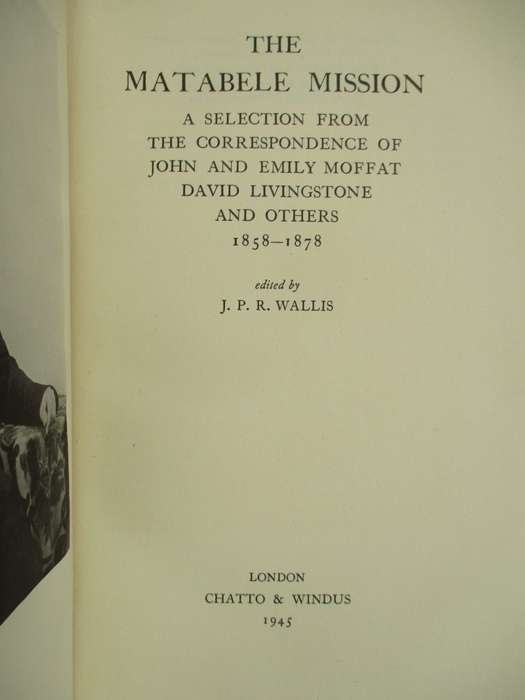 THE
MATABELE MISSION
A SELECTION FROM
THE CORRESPONDENCE OF
JOHN AND EMILY MOFFAT
DAVID LIVINGSTONE
AND OTHERS
1858—1878
edited by
J. P. R. WALLIS
LONDON
CHATTO & WINDUS
1945